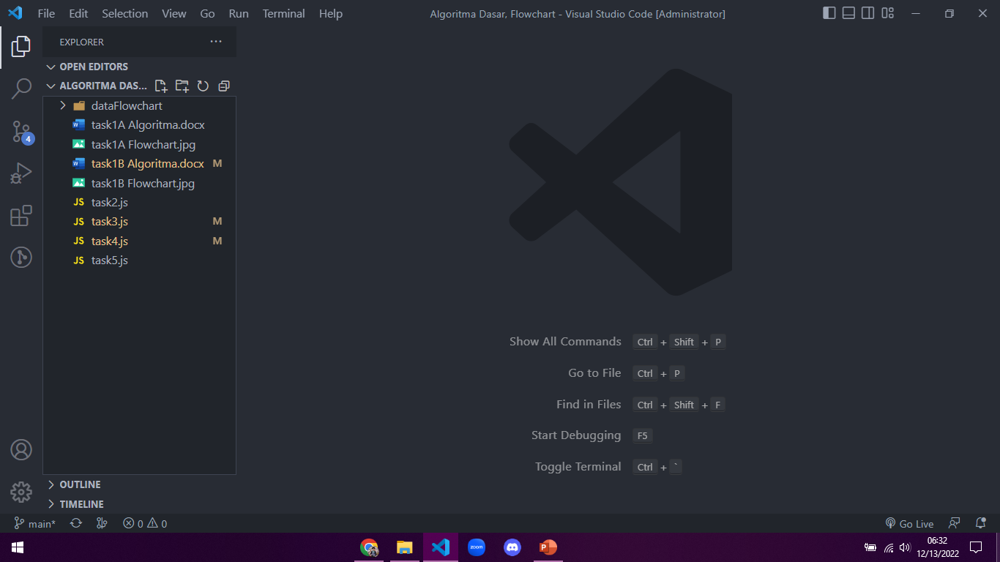 File Edit Selection View Go Run Terminal Help
Algoritma Dasar, Flowchart - Visual Studio Code [Administrator]
EXPLORER
OPEN EDITORS
ALGORITMA DAS...
dataFlowchart
task1A Algoritma.docx
task1A Flowchart.jpg
task1B Algoritma.docx M
task1B Flowchart.jpg
JS task2.js
JS task3.js M
JS task4.js M
JS task5.js
4
OUTLINE
TIMELINE
Show All Commands Ctrl + Shift + P
Go to File Ctrl + P
Find in Files Ctrl + Shift + F
Start Debugging F5
Toggle Terminal Ctrl + `
main* 0 0 Go Live
zoom
06:32
12/13/2022